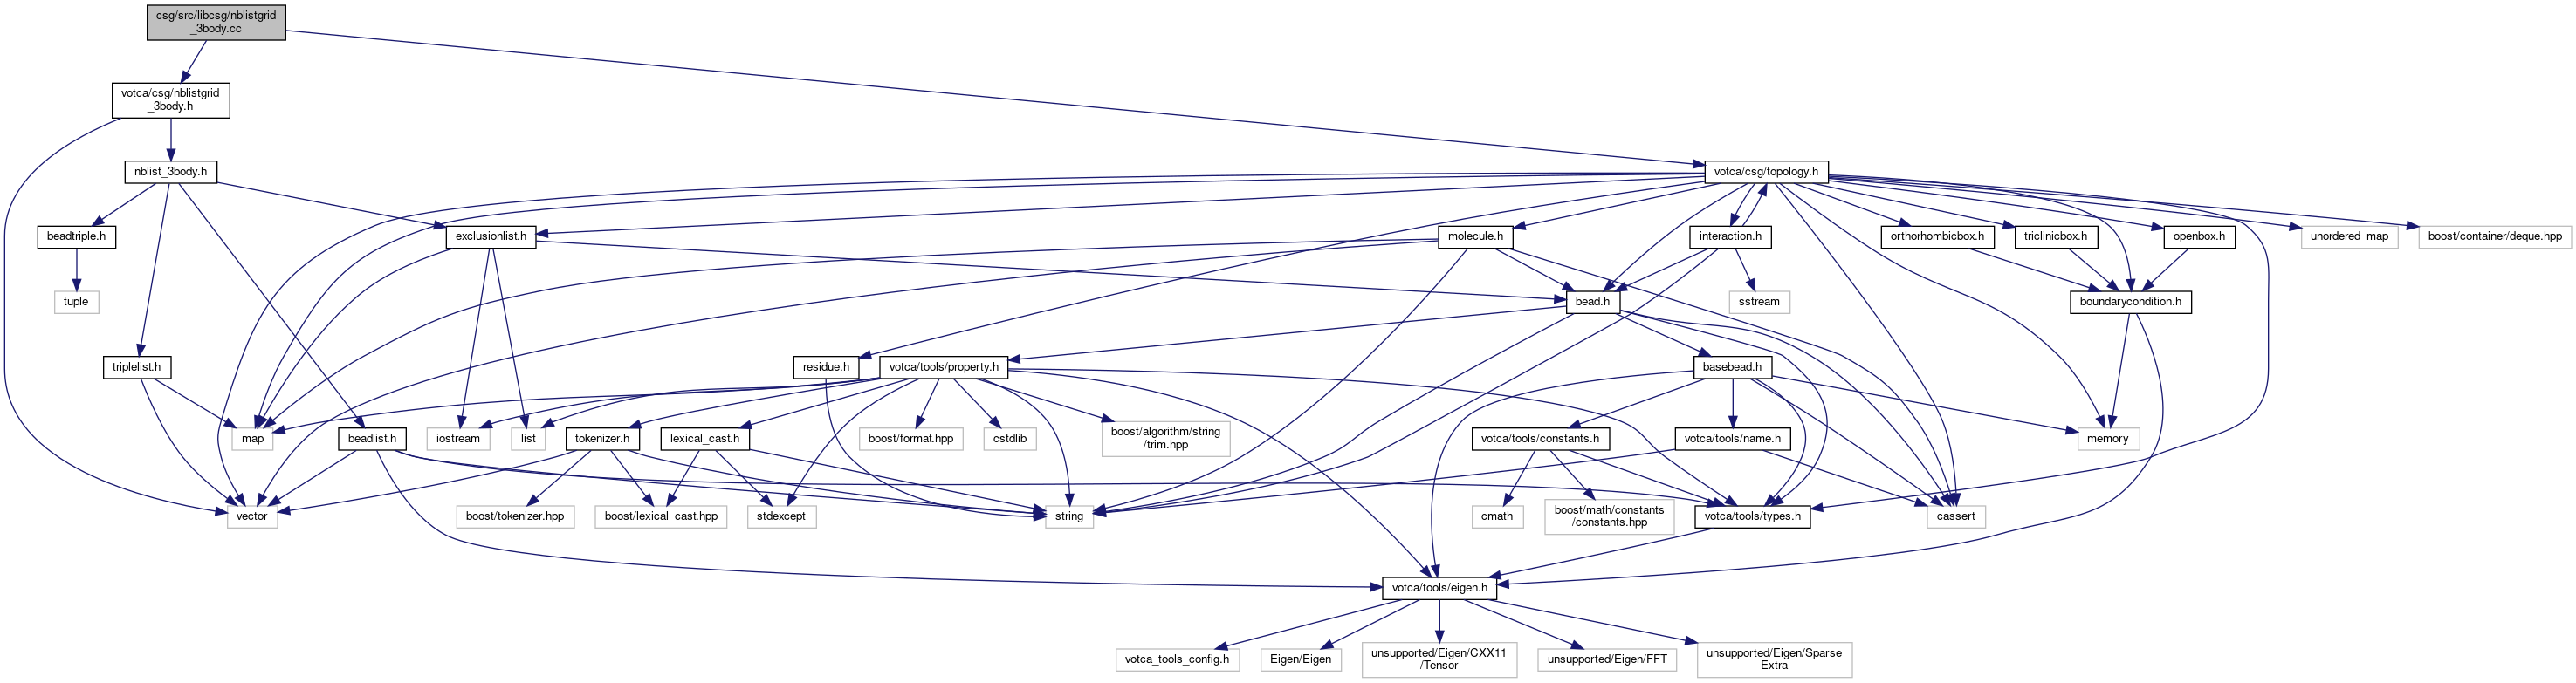 csg/src/libcsg/nblistgrid
_3body.cc
votca/csg/nblistgrid
_3body.h
nblist_3body.h
votca/csg/topology.h
beadtriple.h
exclusionlist.h
molecule.h
interaction.h
orthorhombicbox.h
triclinicbox.h
openbox.h
unordered_map
boost/container/deque.hpp
tuple
bead.h
sstream
boundarycondition.h
triplelist.h
residue.h
votca/tools/property.h
basebead.h
map
beadlist.h
iostream
list
tokenizer.h
lexical_cast.h
boost/format.hpp
cstdlib
boost/algorithm/string
/trim.hpp
votca/tools/constants.h
votca/tools/name.h
memory
vector
boost/tokenizer.hpp
boost/lexical_cast.hpp
stdexcept
string
cmath
boost/math/constants
/constants.hpp
votca/tools/types.h
cassert
votca/tools/eigen.h
votca_tools_config.h
Eigen/Eigen
unsupported/Eigen/CXX11
/Tensor
unsupported/Eigen/FFT
unsupported/Eigen/Sparse
Extra